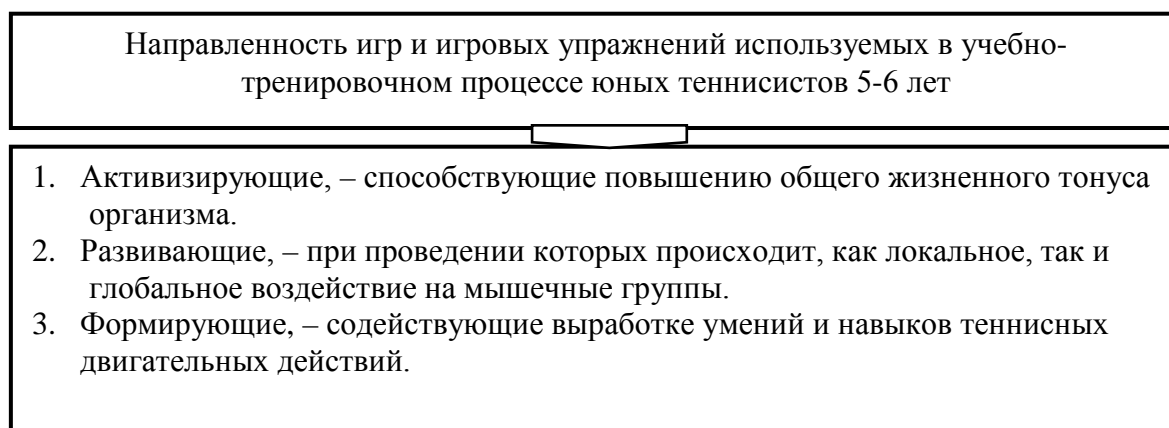 Направленность игр и игровых упражнений используемых в учебно-
тренировочном процессе юных теннисистов 5-6 лет
1. Активизирующие, – способствующие повышению общего жизненного тонуса
организма.
2. Развивающие, – при проведении которых происходит, как локальное, так и
глобальное воздействие на мышечные группы.
3. Формирующие, – содействующие выработке умений и навыков теннисных
двигательных действий.